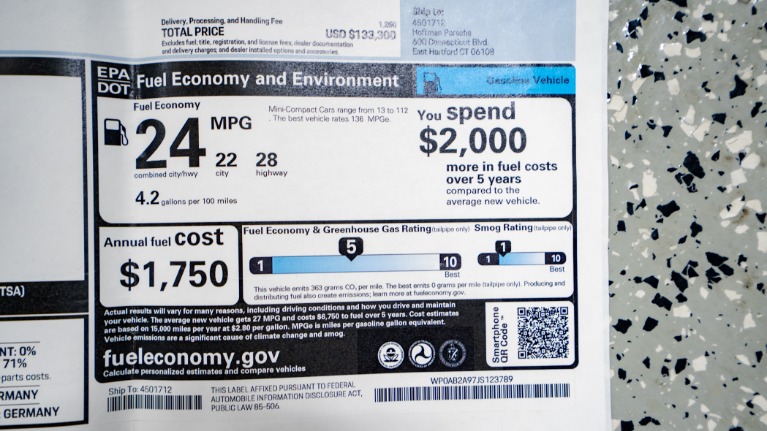 Delivery, Processing, and Handling Fee 1,250
TOTAL PRICE USD $133,300
Excludes fuel, title, registration, and license fees, dealer documentation
and delivery charges, and dealer installed options and accessories.
Ship to:
4501712
Hoffman Porsche
600 Connecticut Blvd.
East Hartford CT 06108
EPA
DOT
Fuel Economy and Environment
Gasoline Vehicle
Fuel Economy
24 MPG
combined city/hwy
22
city
28
highway
4.2 gallons per 100 miles
Mini-Compact Cars range from 13 to 112
. The best vehicle rates 136 MPGe.
You spend
$2,000
more in fuel costs
over 5 years
compared to the
average new vehicle.
Annual fuel cost
$1,750
Fuel Economy & Greenhouse Gas Rating (tailpipe only)
5
1 10
Best
Smog Rating (tailpipe only)
1
1 10
Best
This vehicle emits 363 grams CO₂ per mile. The best emits 0 grams per mile (tailpipe only). Producing and
distributing fuel also create emissions; learn more at fueleconomy.gov.
Actual results will vary for many reasons, including driving conditions and how you drive and maintain
your vehicle. The average new vehicle gets 27 MPG and costs $6,750 to fuel over 5 years. Cost estimates
are based on 15,000 miles per year at $2.80 per gallon. MPGe is miles per gasoline gallon equivalent.
Vehicle emissions are a significant cause of climate change and smog.
fueleconomy.gov
Calculate personalized estimates and compare vehicles
Smartphone
QR Code
TSA)
NT: 0%
71%
parts costs.
RMANY
: GERMANY
Ship To: 4501712
THIS LABEL AFFIXED PURSUANT TO FEDERAL
AUTOMOBILE INFORMATION DISCLOSURE ACT,
PUBLIC LAW 85-506.
WP0AB2A97JS123789